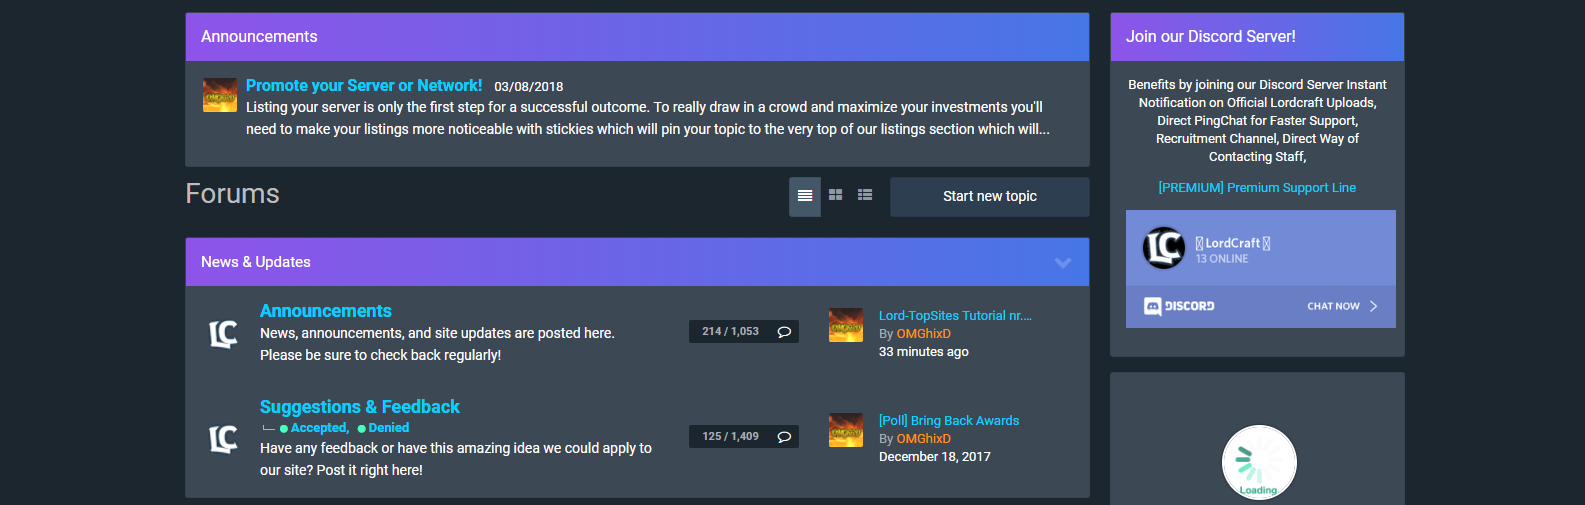 Announcements
Promote your Server or Network! 03/08/2018
Listing your server is only the first step for a successful outcome. To really draw in a crowd and maximize your investments you'll
need to make your listings more noticeable with stickies which will pin your topic to the very top of our listings section which will...
Forums
Start new topic
News & Updates
LC
Announcements
News, announcements, and site updates are posted here.
Please be sure to check back regularly!
214 / 1,053
Lord-TopSites Tutorial nr....
By OMGhixD
33 minutes ago
LC
Suggestions & Feedback
Accepted, Denied
Have any feedback or have this amazing idea we could apply to
our site? Post it right here!
125 / 1,409
[Poll] Bring Back Awards
By OMGhixD
December 18, 2017
Join our Discord Server!
Benefits by joining our Discord Server Instant
Notification on Official Lordcraft Uploads,
Direct PingChat for Faster Support,
Recruitment Channel, Direct Way of
Contacting Staff,
[PREMIUM] Premium Support Line
LC
LordCraft
13 ONLINE
DISCORD
CHAT NOW
Loading